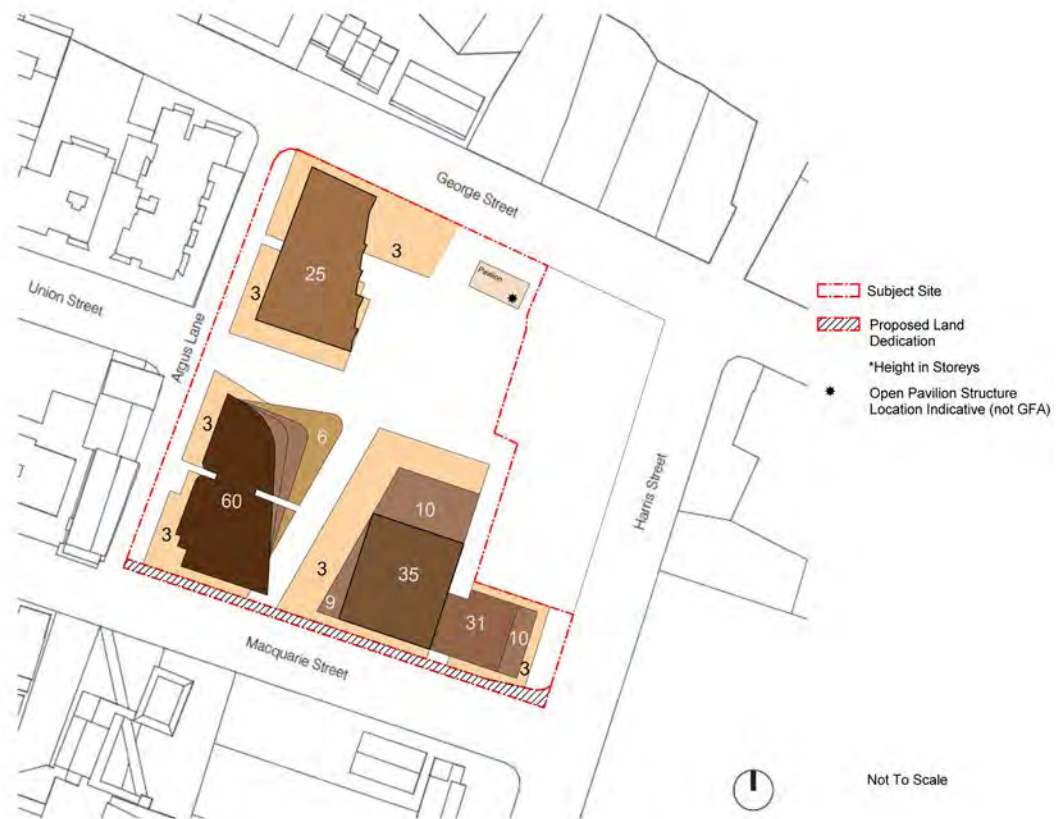 George Street
3
Pavilion
25
3
Union Street
Argus Lane
Subject Site
Proposed Land
Dedication
*Height in Storeys
Open Pavilion Structure
Location Indicative (not GFA)
3
6
Harris Street
10
60
3
35
3
9
31
10
3
Macquarie Street
Not To Scale